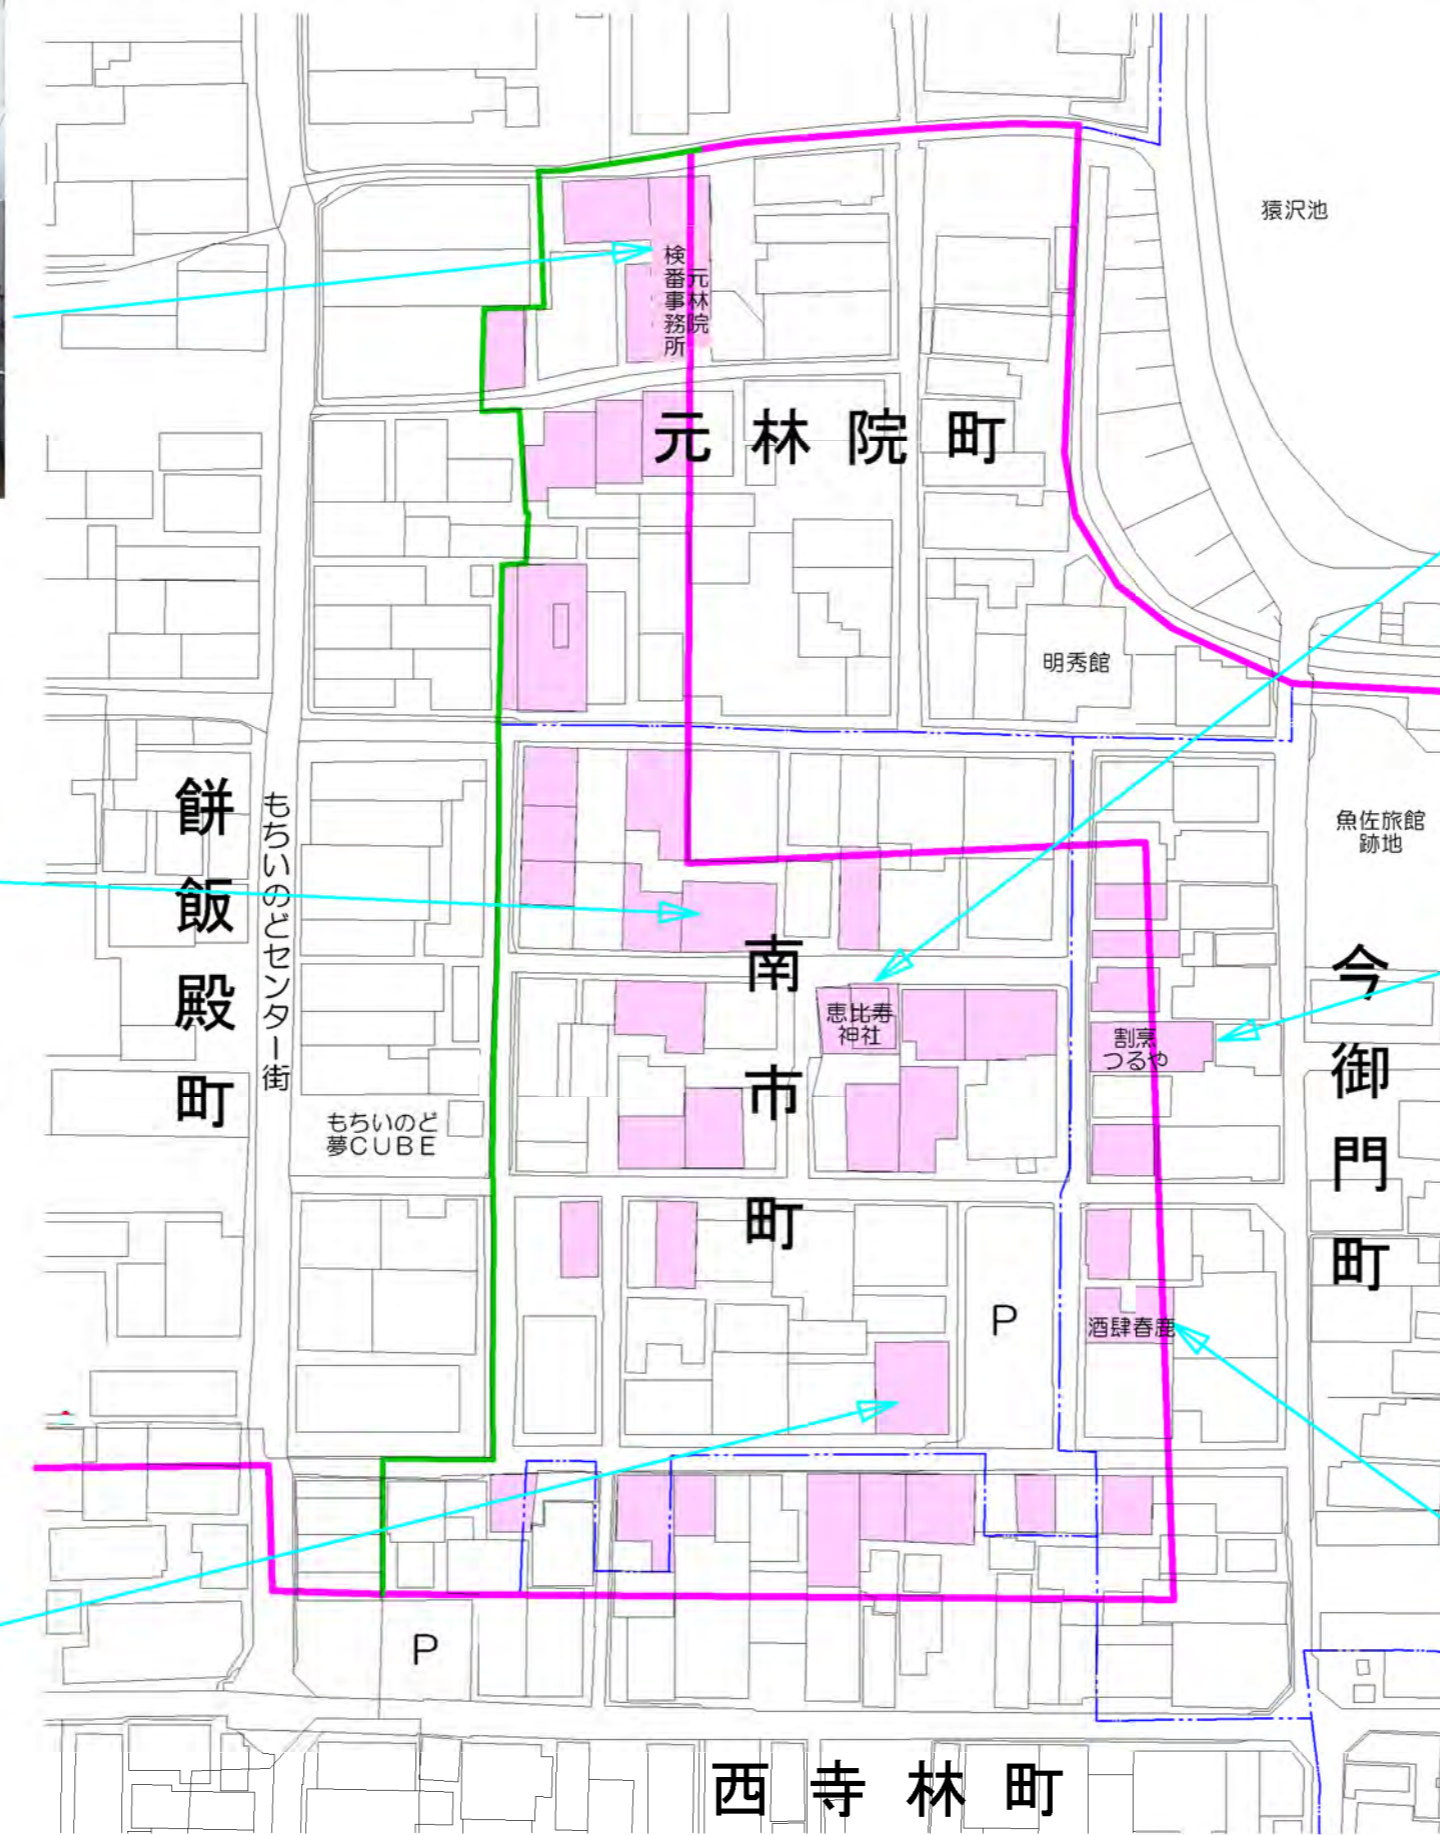 猿沢池
元林院
検番事務所
元林院町
明秀館
餅飯殿町
もちいのどセンター街
魚佐旅館
跡地
南市町
今御門町
恵比寿
神社
割烹
つるや
もちいのど
夢CUBE
P
酒肆春鹿
P
西寺林町